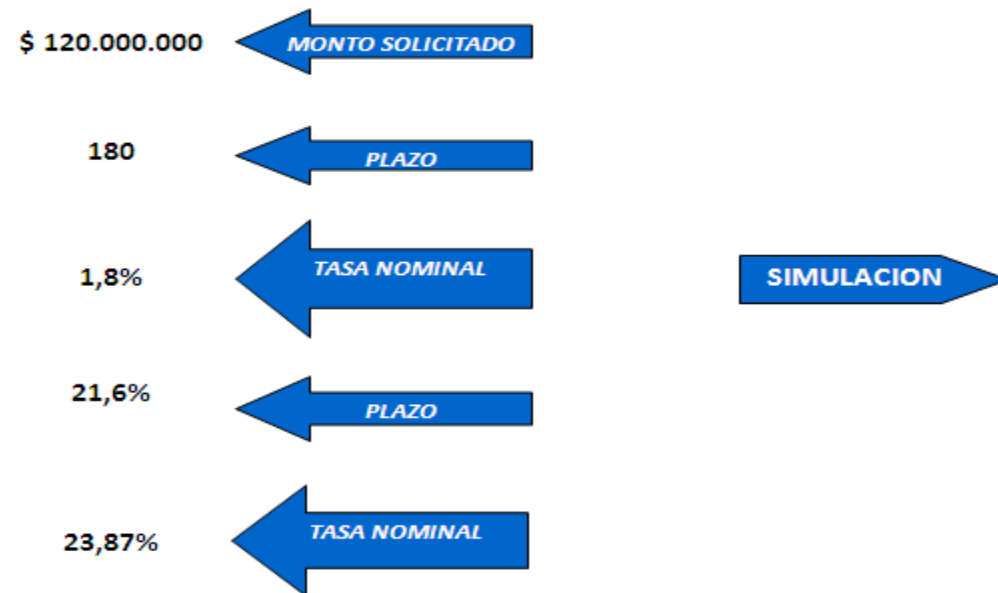 $ 120.000.000
MONTO SOLICITADO
180
PLAZO
1,8%
TASA NOMINAL
SIMULACION
21,6%
PLAZO
23,87%
TASA NOMINAL